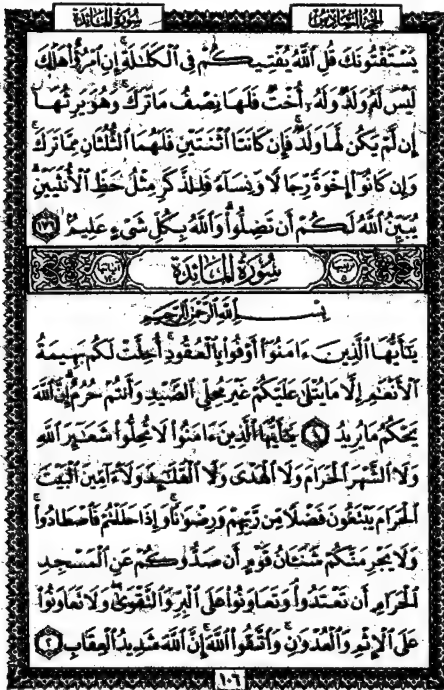 سُورَةُ المَائدَة
الجزء السادس
يَسْتَفْتُونَكَ قُلِ ٱللَّهُ يُفْتِيكُمْ فِى ٱلْكَلَٰلَةِ إِنِ ٱمْرُؤٌا۟ هَلَكَ
لَيْسَ لَهُۥ وَلَدٌ وَلَهُۥٓ أُخْتٌ فَلَهَا نِصْفُ مَا تَرَكَ وَهُوَ يَرِثُهَآ
إِن لَّمْ يَكُن لَّهَا وَلَدٌ فَإِن كَانَتَا ٱثْنَتَيْنِ فَلَهُمَا ٱلثُّلُثَانِ مِمَّا تَرَكَ
وَإِن كَانُوٓا۟ إِخْوَةً رِّجَالًا وَنِسَآءً فَلِلذَّكَرِ مِثْلُ حَظِّ ٱلْأُنثَيَيْنِ
يُبَيِّنُ ٱللَّهُ لَكُمْ أَن تَضِلُّوا۟ وَٱللَّهُ بِكُلِّ شَىْءٍ عَلِيمٌۢ ١٧٦
سُورَةُ المَائدَة
بِسْمِ ٱللَّهِ ٱلرَّحْمَٰنِ ٱلرَّحِيمِ
يَٰٓأَيُّهَا ٱلَّذِينَ ءَامَنُوٓا۟ أَوْفُوا۟ بِٱلْعُقُودِ أُحِلَّتْ لَكُم بَهِيمَةُ
ٱلْأَنْعَٰمِ إِلَّا مَا يُتْلَىٰ عَلَيْكُمْ غَيْرَ مُحِلِّى ٱلصَّيْدِ وَأَنتُمْ حُرُمٌ إِنَّ ٱللَّهَ
يَحْكُمُ مَا يُرِيدُ ١ يَٰٓأَيُّهَا ٱلَّذِينَ ءَامَنُوا۟ لَا تُحِلُّوا۟ شَعَٰٓئِرَ ٱللَّهِ
وَلَا ٱلشَّهْرَ ٱلْحَرَامَ وَلَا ٱلْهَدْىَ وَلَا ٱلْقَلَٰٓئِدَ وَلَآ ءَآمِّينَ ٱلْبَيْتَ
ٱلْحَرَامَ يَبْتَغُونَ فَضْلًا مِّن رَّبِّهِمْ وَرِضْوَٰنًا وَإِذَا حَلَلْتُمْ فَٱصْطَادُوا۟
وَلَا يَجْرِمَنَّكُمْ شَنَـَٔانُ قَوْمٍ أَن صَدُّوكُمْ عَنِ ٱلْمَسْجِدِ
ٱلْحَرَامِ أَن تَعْتَدُوا۟ وَتَعَاوَنُوا۟ عَلَى ٱلْبِرِّ وَٱلتَّقْوَىٰ وَلَا تَعَاوَنُوا۟
عَلَى ٱلْإِثْمِ وَٱلْعُدْوَٰنِ وَٱتَّقُوا۟ ٱللَّهَ إِنَّ ٱللَّهَ شَدِيدُ ٱلْعِقَابِ ٢
١٠٦